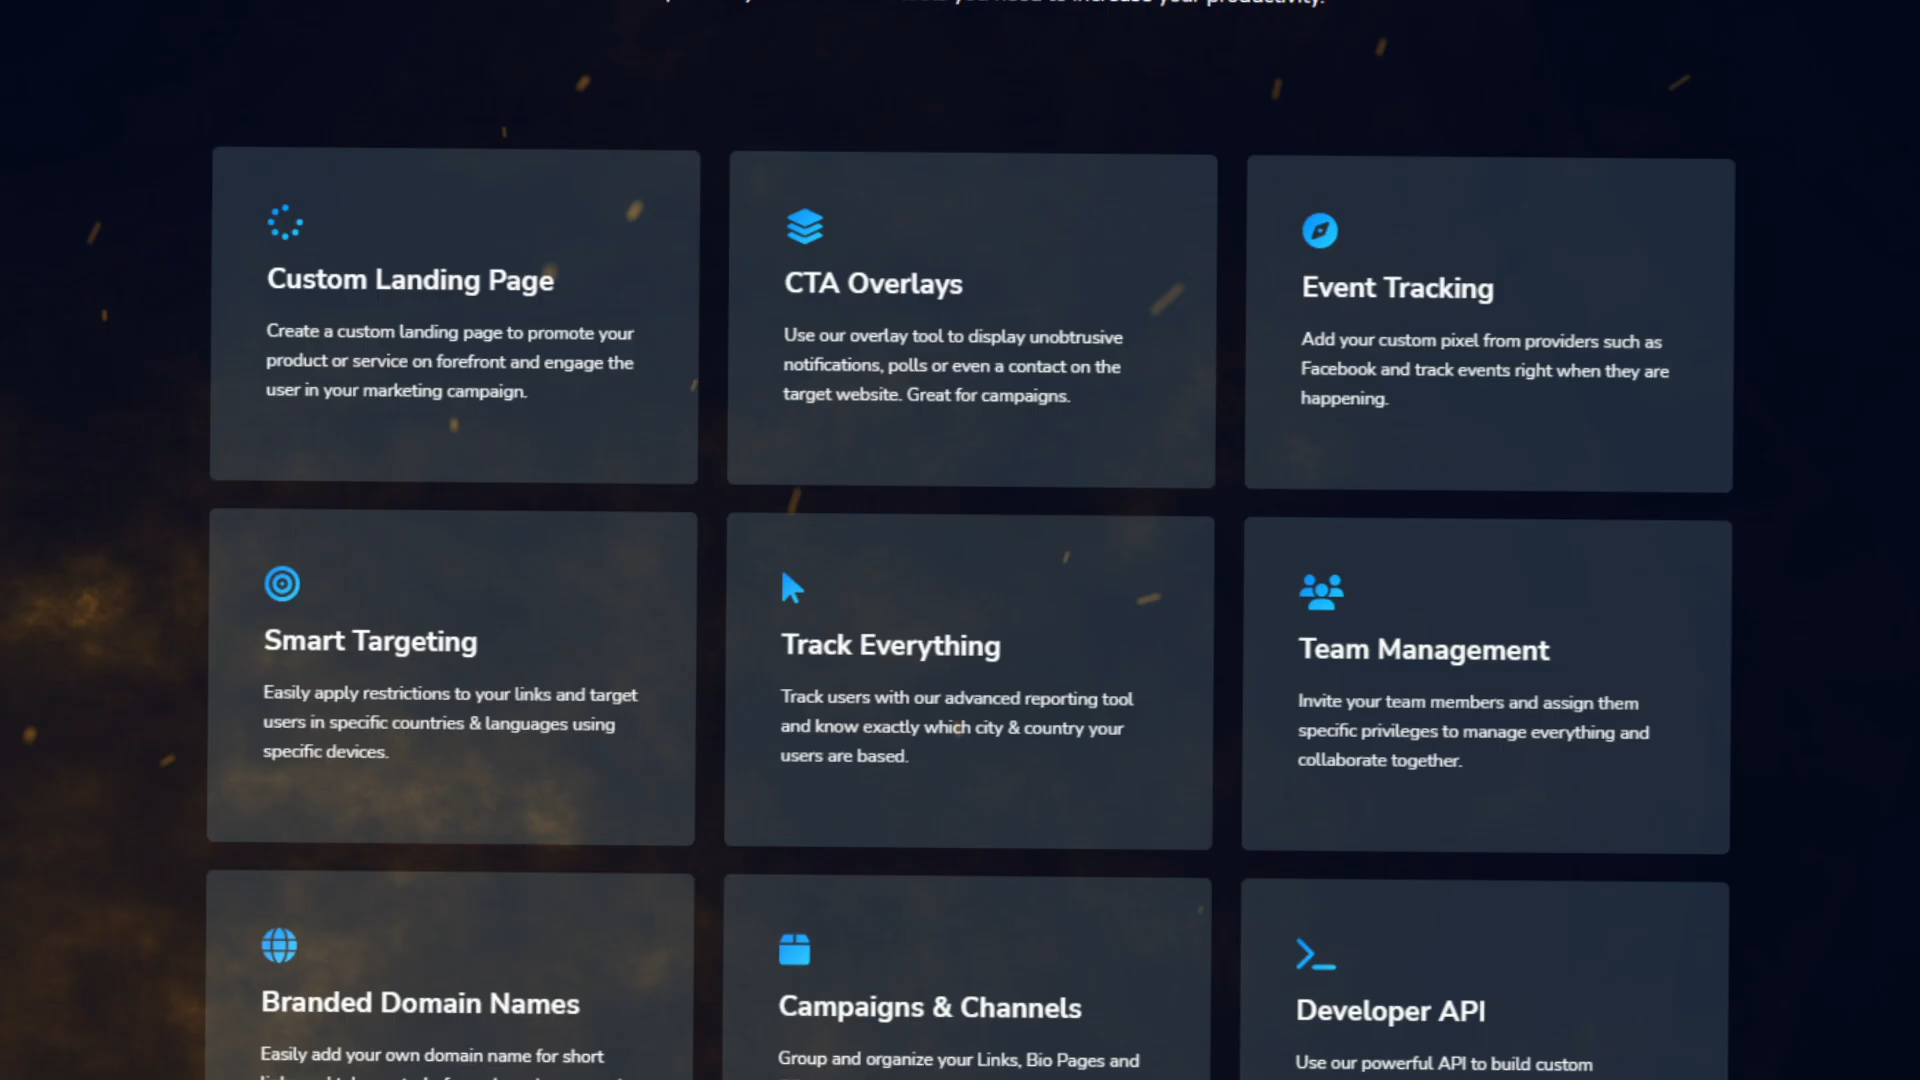 you need to increase your productivity.
Custom Landing Page
Create a custom landing page to promote your
product or service on forefront and engage the
user in your marketing campaign.
CTA Overlays
Use our overlay tool to display unobtrusive
notifications, polls or even a contact on the
target website. Great for campaigns.
Event Tracking
Add your custom pixel from providers such as
Facebook and track events right when they are
happening.
Smart Targeting
Easily apply restrictions to your links and target
users in specific countries & languages using
specific devices.
Track Everything
Track users with our advanced reporting tool
and know exactly which city & country your
users are based.
Team Management
Invite your team members and assign them
specific privileges to manage everything and
collaborate together.
Branded Domain Names
Easily add your own domain name for short
Campaigns & Channels
Group and organize your Links, Bio Pages and
Developer API
Use our powerful API to build custom